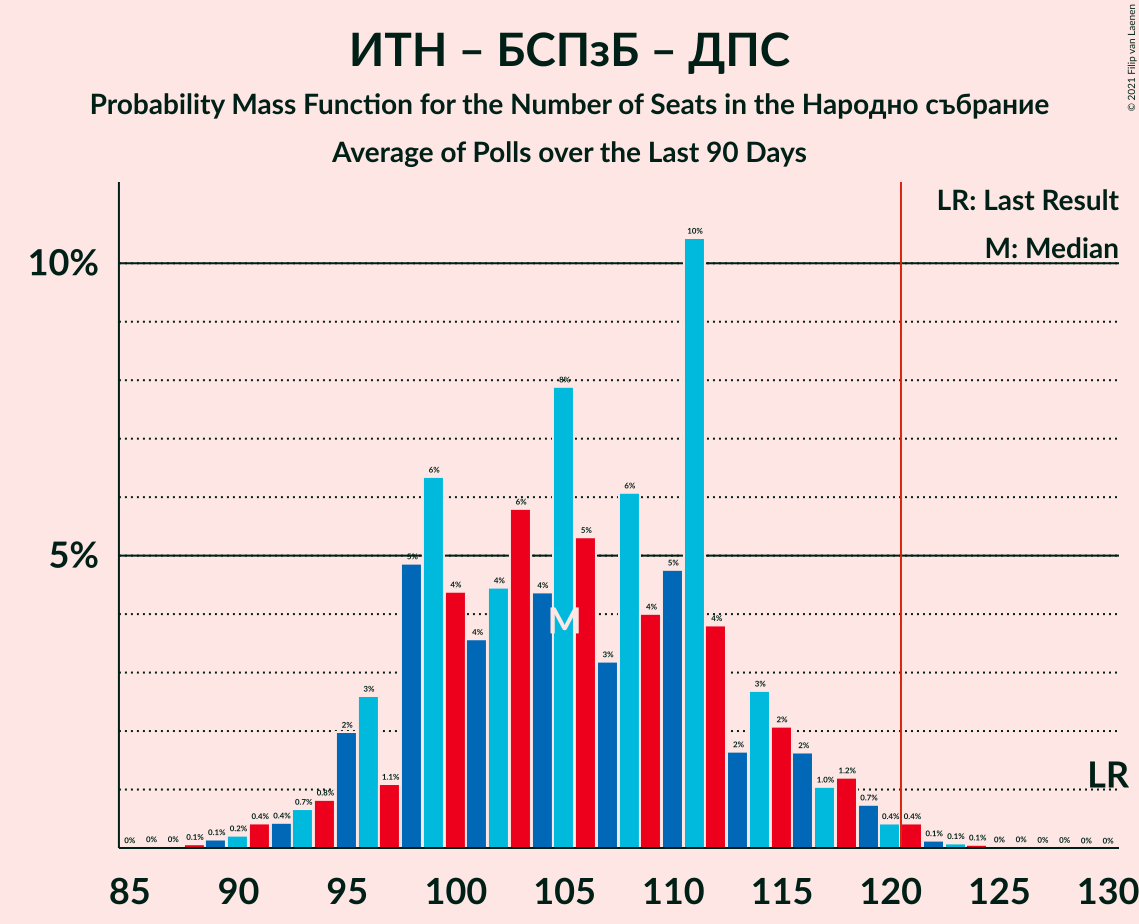 ИТН – БСПзБ – ДПС
Probability Mass Function for the Number of Seats in the Народно събрание
Average of Polls over the Last 90 Days
© 2021 Filip van Laenen
LR: Last Result
M: Median
10%
5%
0% 0% 0% 0.1% 0.1% 0.2% 0.4% 0.4% 0.7% 0.8% 2% 3% 1.1% 5% 6% 4% 4% 4% 6% 4% 8% 5% 3% 6% 4% 5% 10% 4% 2% 3% 2% 2% 1.0% 1.2% 0.7% 0.4% 0.4% 0.1% 0.1% 0.1% 0% 0% 0% 0% 0% 0%
M
LR
85 90 95 100 105 110 115 120 125 130